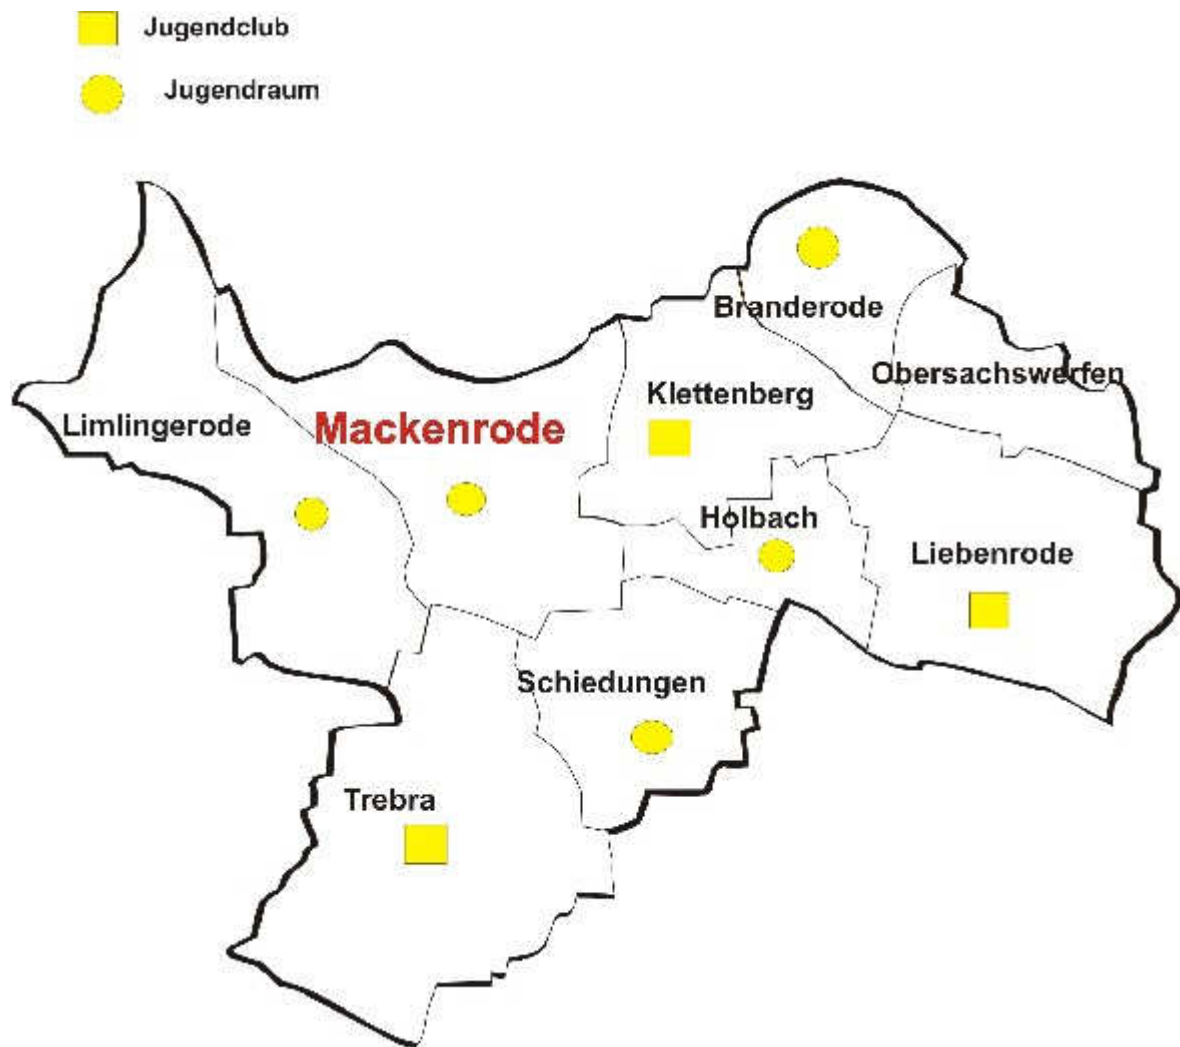 Jugendclub
Jugendraum
Branderode
Obersachswerfen
Klettenberg
Limlingerode
Mackenrode
Holbach
Liebenrode
Schiedungen
Trebra